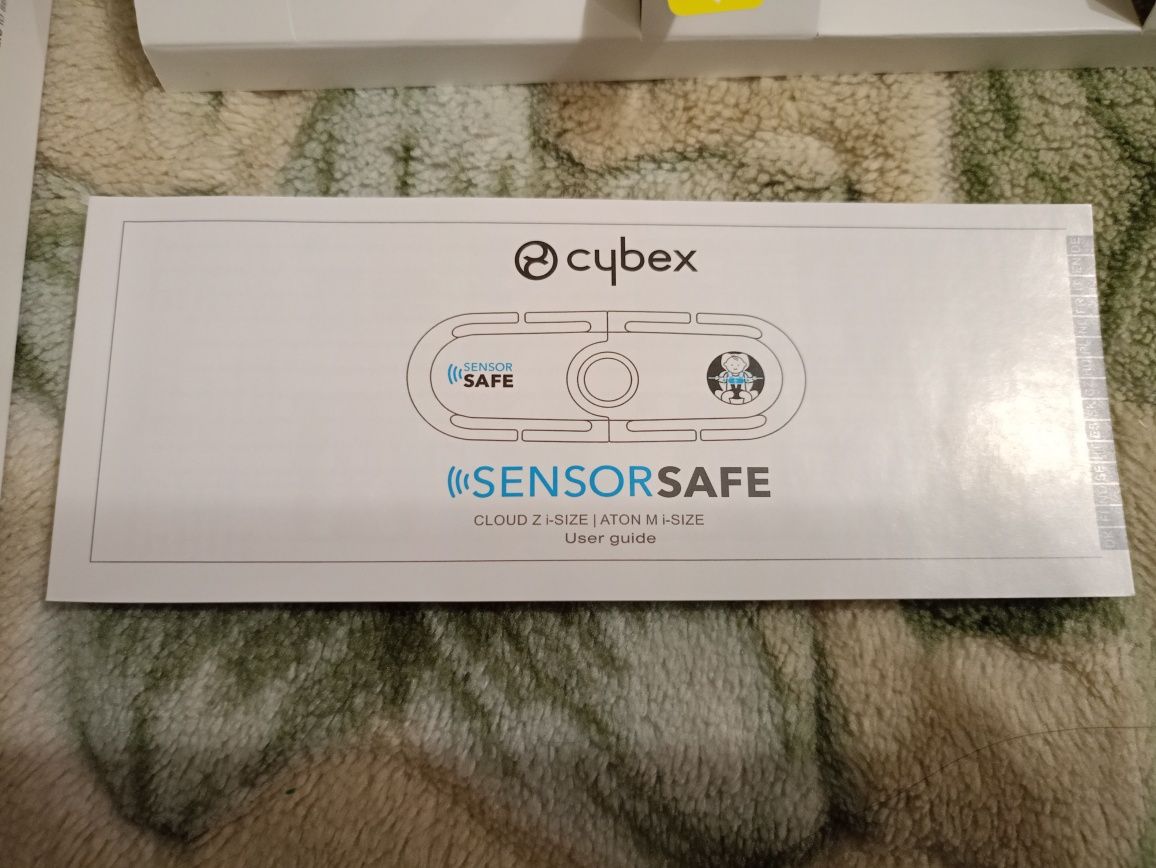 cybex
SENSOR
SAFE
SENSORSAFE
CLOUD Z i-SIZE | ATON M i-SIZE
User guide